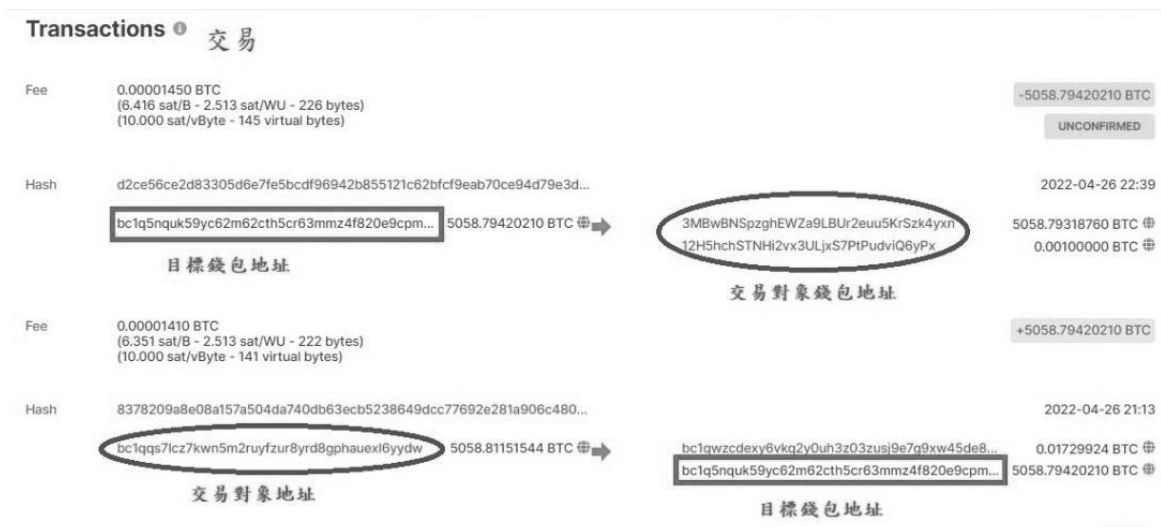 Transactions 交易
Fee 0.00001450 BTC -5058.79420210 BTC
(6.416 sat/B - 2.513 sat/WU - 226 bytes)
(10.000 sat/vByte - 145 virtual bytes) UNCONFIRMED
Hash d2ce56ce2d83305d6e7fe5bcdf96942b855121c62bfcf9eab70ce94d79e3d... 2022-04-26 22:39
bc1q5nquk59yc62m62cth5cr63mmz4f820e9cpm... 5058.79420210 BTC 3MBwBNSpzghEWZa9LBUr2euu5KrSzk4yxn 5058.79318760 BTC
12H5hchSTNHi2vx3ULjxS7PtPudviQ6yPx 0.00100000 BTC
目標錢包地址
交易對象錢包地址
Fee 0.00001410 BTC +5058.79420210 BTC
(6.351 sat/B - 2.513 sat/WU - 222 bytes)
(10.000 sat/vByte - 141 virtual bytes)
Hash 8378209a8e08a157a504da740db63ecb5238649dcc77692e281a906c480... 2022-04-26 21:13
bc1qqs7lcz7kwn5m2ruyfzur8yrd8gphauexl6yydw 5058.81151544 BTC bc1qwzcdexy6vkq2y0uh3z03zusj9e7g9xw45de8... 0.01729924 BTC
bc1q5nquk59yc62m62cth5cr63mmz4f820e9cpm... 5058.79420210 BTC
交易對象地址
目標錢包地址